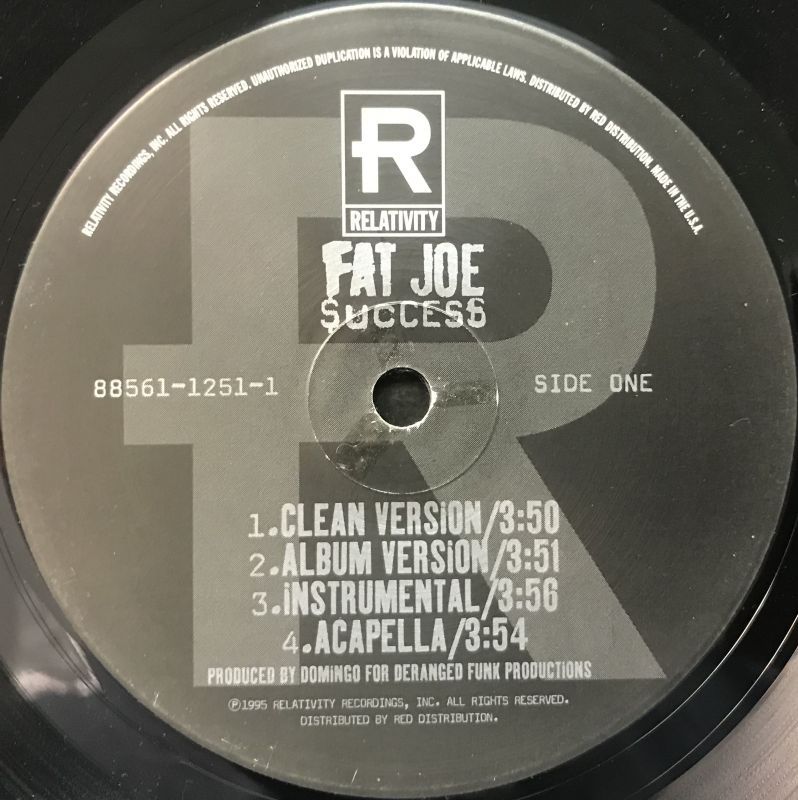 RELATIVITY RECORDINGS, INC. ALL RIGHTS RESERVED. UNAUTHORIZED DUPLICATION IS A VIOLATION OF APPLICABLE LAWS. DISTRIBUTED BY RED DISTRIBUTION. MADE IN THE U.S.A.
R
RELATIVITY
FAT JOE
$UCCESS
88561-1251-1
SIDE ONE
1.CLEAN VERSiON/3:50
2.ALBUM VERSiON/3:51
3.iNSTRUMENTAL/3:56
4.ACAPELLA/3:54
PRODUCED BY DOMiNGO FOR DERANGED FUNK PRODUCTIONS
℗1995 RELATIVITY RECORDINGS, INC. ALL RIGHTS RESERVED.
DISTRIBUTED BY RED DISTRIBUTION.